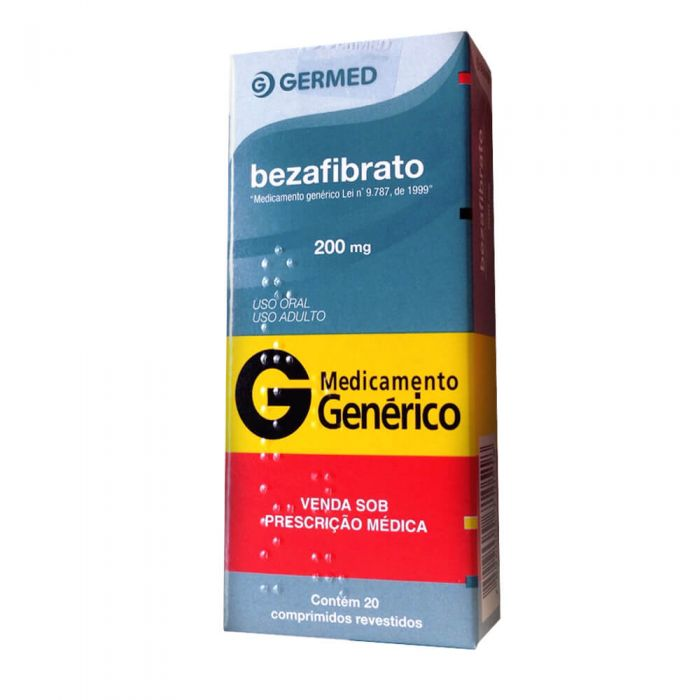 GERMED
bezafibrato
"Medicamento genérico Lei n° 9.787, de 1999"
200 mg
USO ORAL
USO ADULTO
G Medicamento
Genérico
VENDA SOB
PRESCRIÇÃO MÉDICA
Contém 20
comprimidos revestidos
bezafibrato